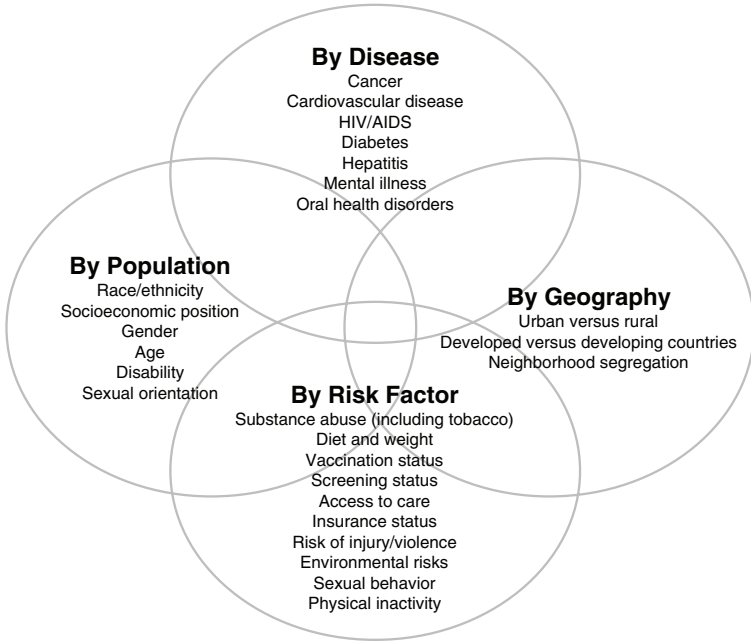 By Disease
Cancer
Cardiovascular disease
HIV/AIDS
Diabetes
Hepatitis
Mental illness
Oral health disorders
By Population
Race/ethnicity
Socioeconomic position
Gender
Age
Disability
Sexual orientation
By Geography
Urban versus rural
Developed versus developing countries
Neighborhood segregation
By Risk Factor
Substance abuse (including tobacco)
Diet and weight
Vaccination status
Screening status
Access to care
Insurance status
Risk of injury/violence
Environmental risks
Sexual behavior
Physical inactivity